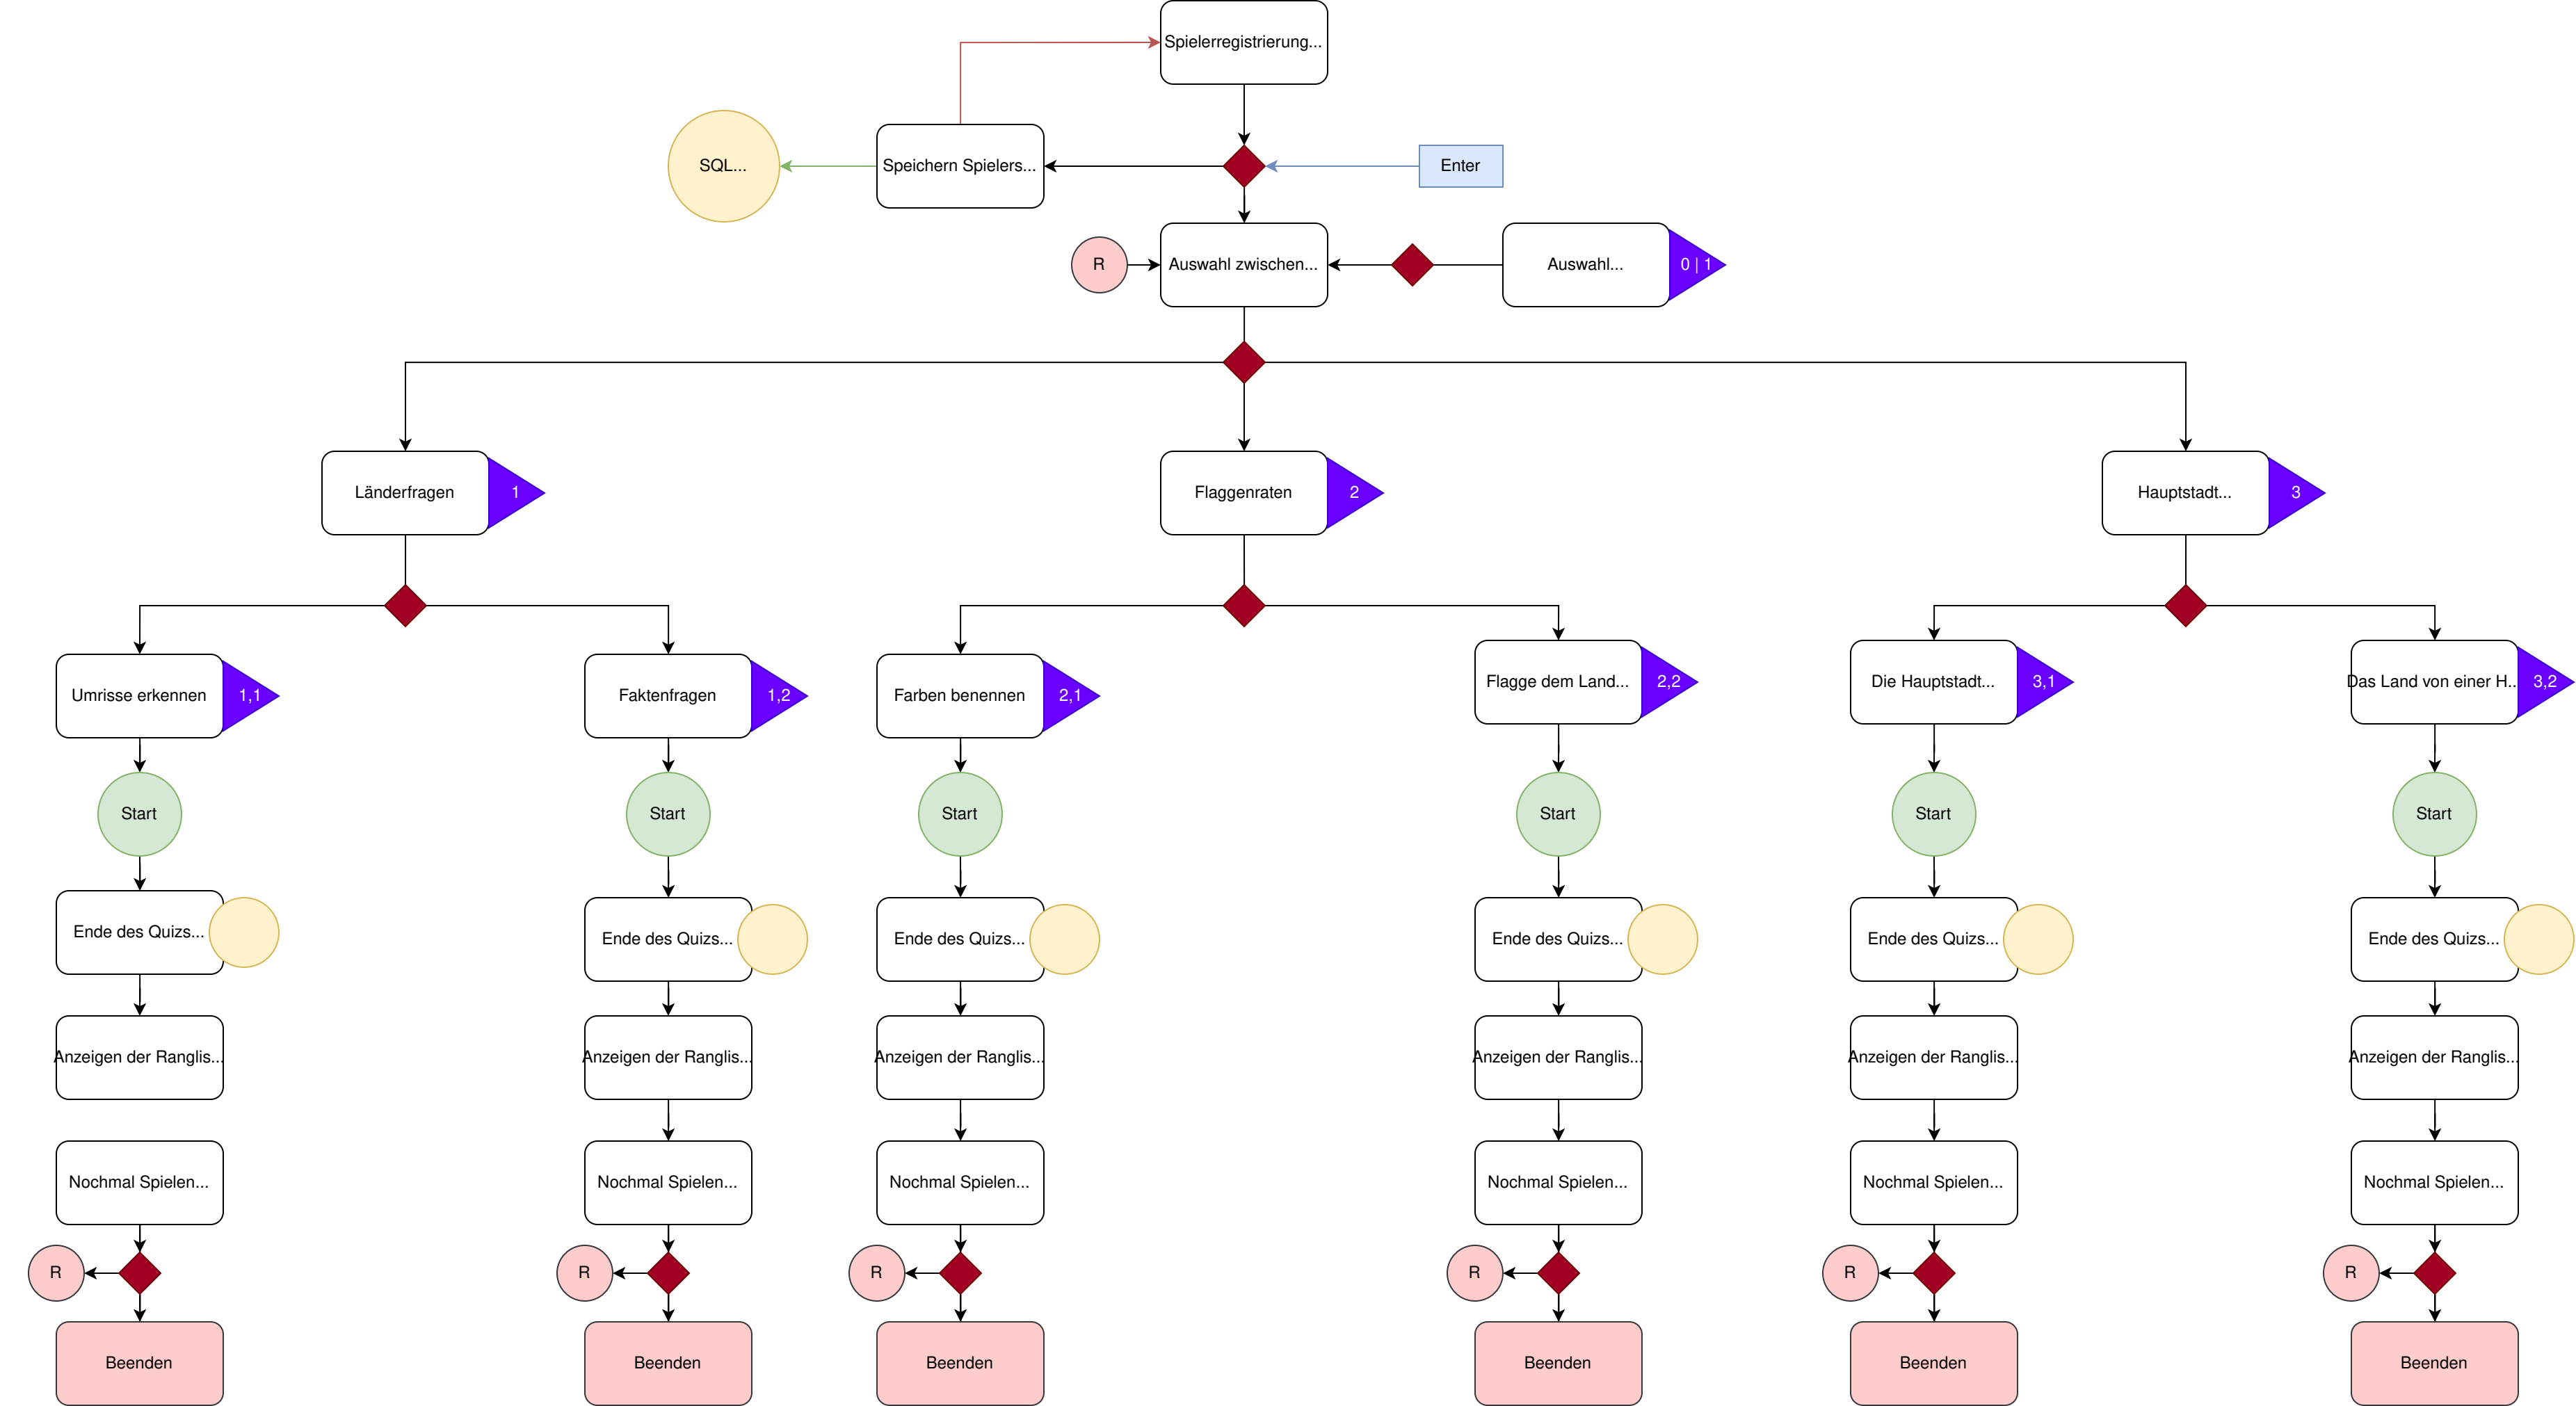 Spielerregistrierung...
SQL...
Speichern Spielers...
Enter
R
Auswahl zwischen...
Auswahl...
0 | 1
Länderfragen
1
Flaggenraten
2
Hauptstadt...
3
Umrisse erkennen
1,1
Faktenfragen
1,2
Farben benennen
2,1
Flagge dem Land...
2,2
Die Hauptstadt...
3,1
Das Land von einer H...
3,2
Start
Start
Start
Start
Start
Start
Ende des Quizs...
Ende des Quizs...
Ende des Quizs...
Ende des Quizs...
Ende des Quizs...
Ende des Quizs...
Anzeigen der Ranglis...
Anzeigen der Ranglis...
Anzeigen der Ranglis...
Anzeigen der Ranglis...
Anzeigen der Ranglis...
Anzeigen der Ranglis...
Nochmal Spielen...
Nochmal Spielen...
Nochmal Spielen...
Nochmal Spielen...
Nochmal Spielen...
Nochmal Spielen...
R
R
R
R
R
R
Beenden
Beenden
Beenden
Beenden
Beenden
Beenden